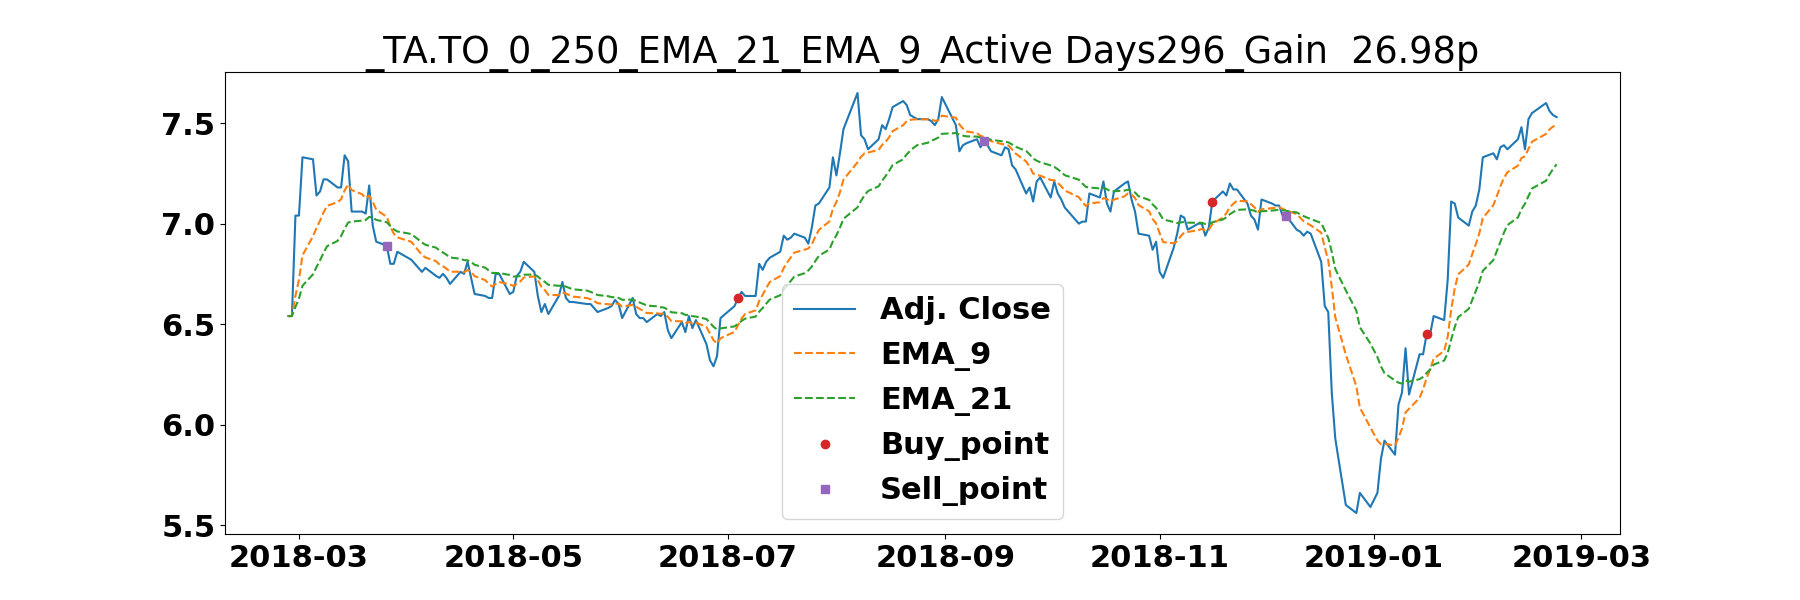 _TA.TO_0_250_EMA_21_EMA_9_Active Days296_Gain  26.98p
7.5
7.0
6.5
6.0
5.5
Adj. Close
EMA_9
EMA_21
Buy_point
Sell_point
2018-03 2018-05 2018-07 2018-09 2018-11 2019-01 2019-03